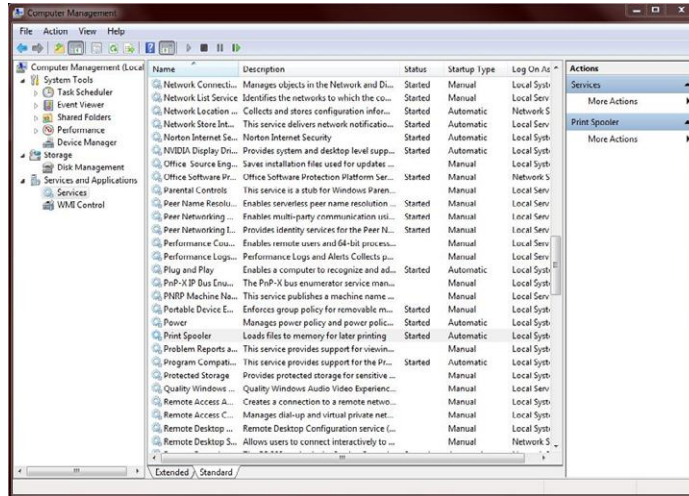 Computer Management
File Action View Help
Computer Management (Local
System Tools
Task Scheduler
Event Viewer
Shared Folders
Performance
Device Manager
Storage
Disk Management
Services and Applications
Services
WMI Control
Name Description Status Startup Type Log On As
Network Connecti... Manages objects in the Network and Di... Started Manual Local Syste
Network List Service Identifies the networks to which the co... Started Manual Local Serv
Network Location ... Collects and stores configuration infor... Started Automatic Network S
Network Store Int... This service delivers network notificatio... Started Automatic Local Serv
Norton Internet Se... Norton Internet Security Started Automatic Local Syste
NVIDIA Display Dri... Provides system and desktop level supp... Started Automatic Local Syste
Office Source Eng... Saves installation files used for updates ... Manual Local Syste
Office Software Pr... Office Software Protection Platform Ser... Started Manual Network S
Parental Controls This service is a stub for Windows Paren... Manual Local Serv
Peer Name Resolu... Enables serverless peer name resolution ... Started Manual Local Serv
Peer Networking ... Enables multi-party communication usi... Started Manual Local Serv
Peer Networking I... Provides identity services for the Peer N... Started Manual Local Serv
Performance Cou... Enables remote users and 64-bit process... Manual Local Serv
Performance Logs... Performance Logs and Alerts Collects p... Manual Local Serv
Plug and Play Enables a computer to recognize and ad... Started Automatic Local Syste
PnP-X IP Bus Enu... The PnP-X bus enumerator service man... Manual Local Syste
PNRP Machine Na... This service publishes a machine name ... Manual Local Serv
Portable Device E... Enforces group policy for removable m... Started Manual Local Syste
Power Manages power policy and power polic... Started Automatic Local Syste
Print Spooler Loads files to memory for later printing Started Automatic Local Syste
Problem Reports a... This service provides support for viewin... Manual Local Syste
Program Compati... This service provides support for the Pr... Started Automatic Local Syste
Protected Storage Provides protected storage for sensitive ... Manual Local Syste
Quality Windows ... Quality Windows Audio Video Experienc... Manual Local Serv
Remote Access A... Creates a connection to a remote netwo... Manual Local Syste
Remote Access C... Manages dial-up and virtual private net... Manual Local Syste
Remote Desktop ... Remote Desktop Configuration service (... Manual Local Syste
Remote Desktop S... Allows users to connect interactively to ... Manual Network S
Extended Standard
Actions
Services
More Actions
Print Spooler
More Actions